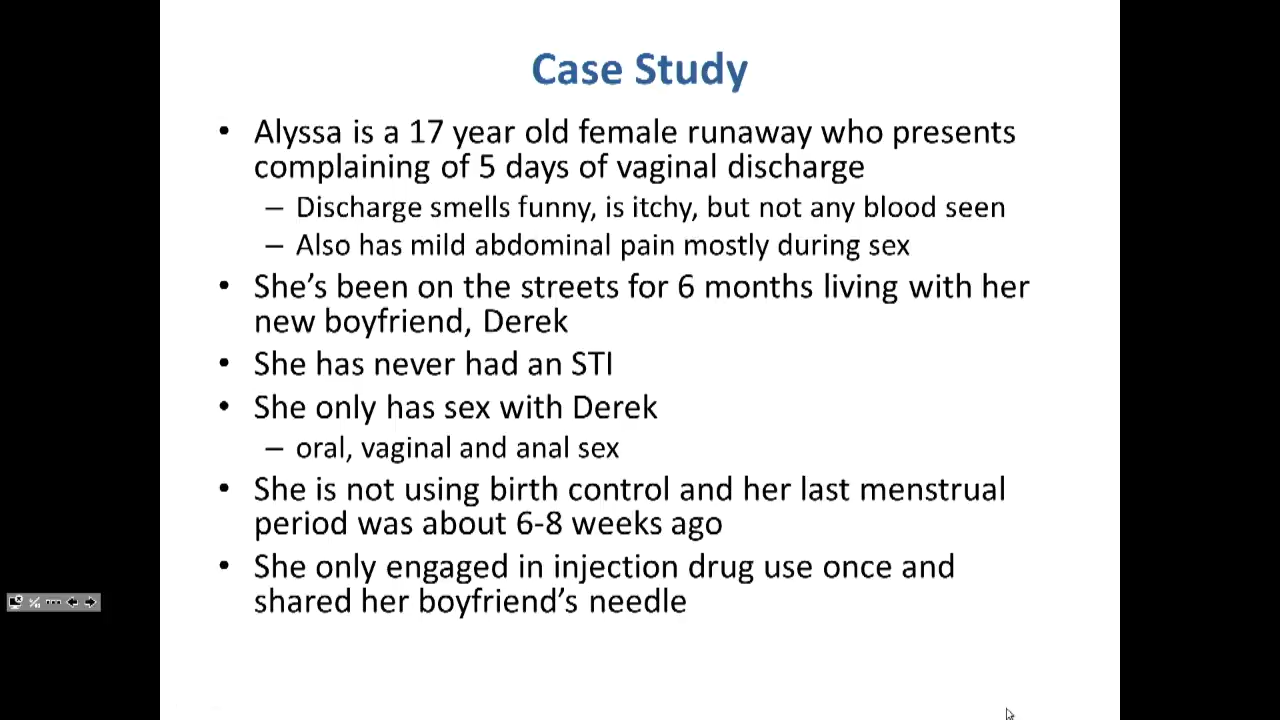 Case Study
• Alyssa is a 17 year old female runaway who presents
complaining of 5 days of vaginal discharge
– Discharge smells funny, is itchy, but not any blood seen
– Also has mild abdominal pain mostly during sex
• She’s been on the streets for 6 months living with her
new boyfriend, Derek
• She has never had an STI
• She only has sex with Derek
– oral, vaginal and anal sex
• She is not using birth control and her last menstrual
period was about 6-8 weeks ago
• She only engaged in injection drug use once and
shared her boyfriend’s needle